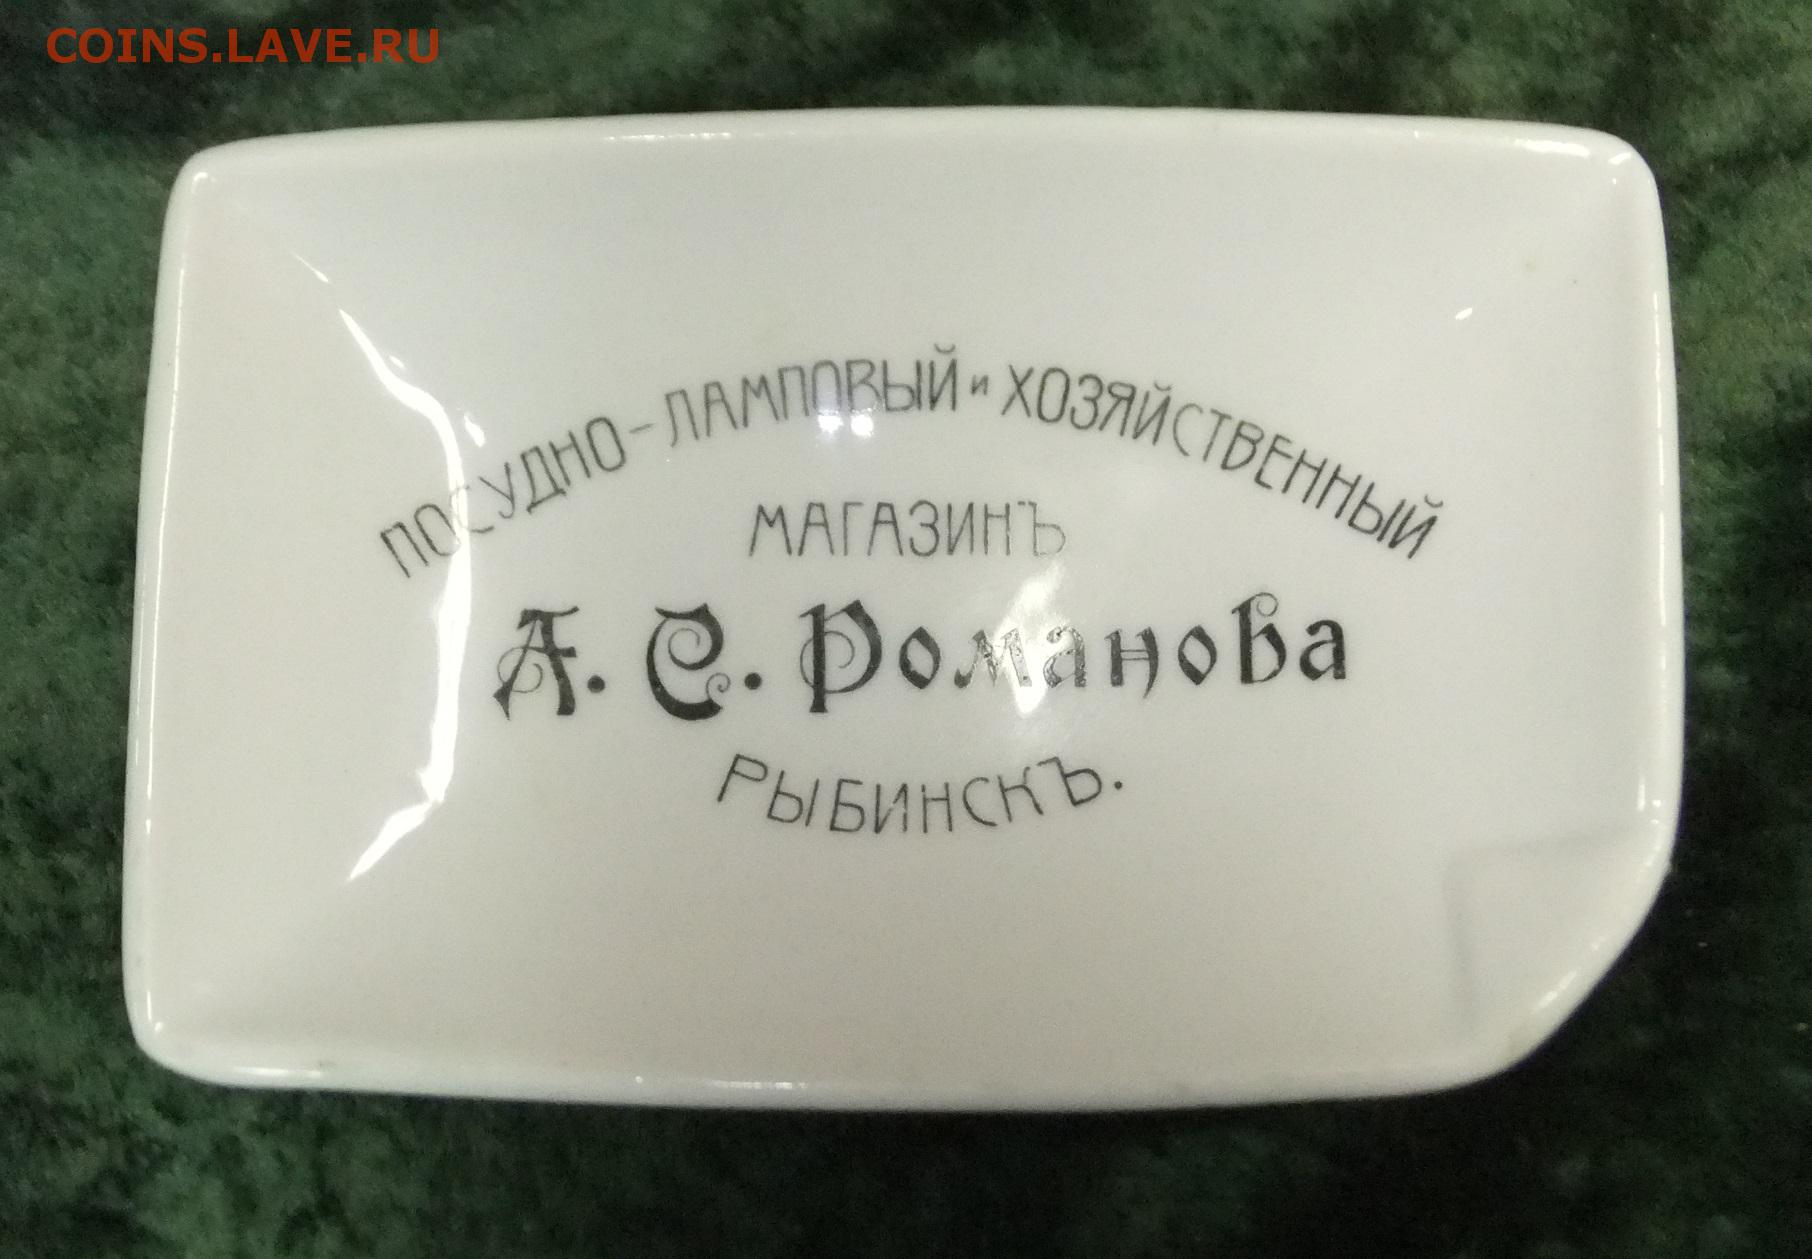 COINS.LAVE.RU
ПОСУДНО-ЛАМПОВЫЙ и ХОЗЯЙСТВЕННЫЙ
МАГАЗИНЪ
А. С. Романова
РЫБИНСКЪ.